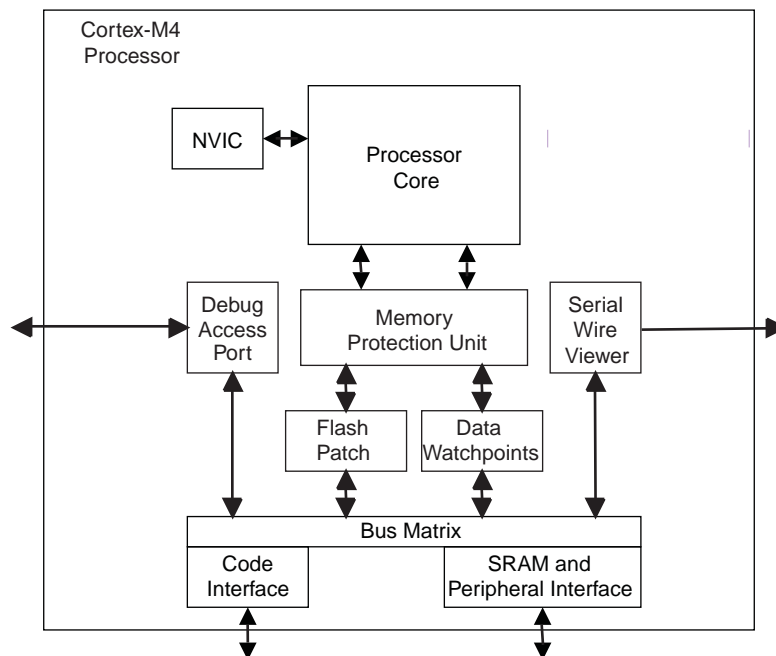 Cortex-M4
Processor
NVIC
Processor
Core
Debug
Access
Port
Memory
Protection Unit
Serial
Wire
Viewer
Flash
Patch
Data
Watchpoints
Bus Matrix
Code
Interface
SRAM and
Peripheral Interface